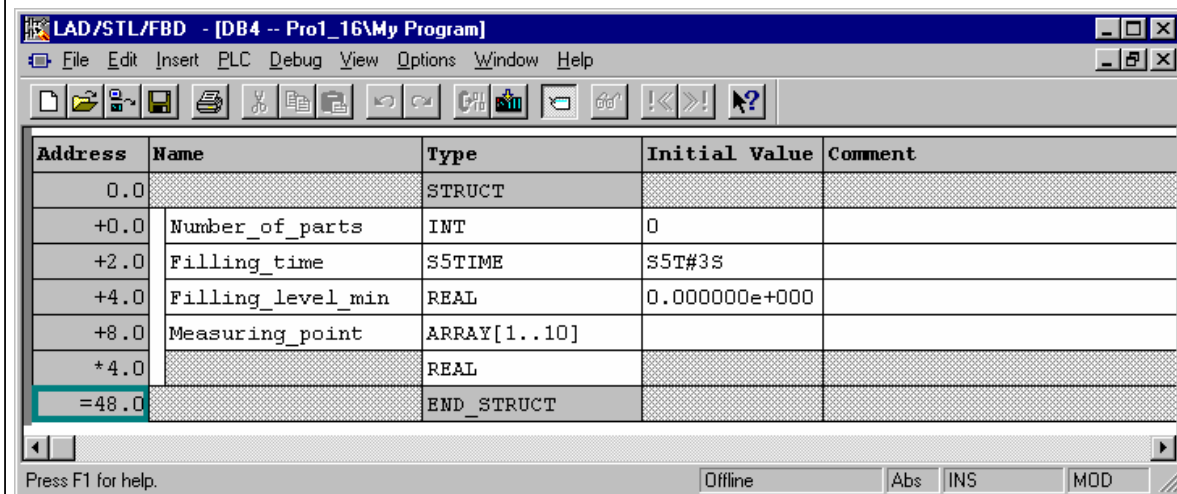 LAD/STL/FBD - [DB4 -- Pro1_16\My Program]
File Edit Insert PLC Debug View Options Window Help
Address Name Type Initial Value Comment
0.0 STRUCT
+0.0 Number_of_parts INT 0
+2.0 Filling_time S5TIME S5T#3S
+4.0 Filling_level_min REAL 0.000000e+000
+8.0 Measuring_point ARRAY[1..10]
*4.0 REAL
=48.0 END_STRUCT
Press F1 for help. Offline Abs INS MOD